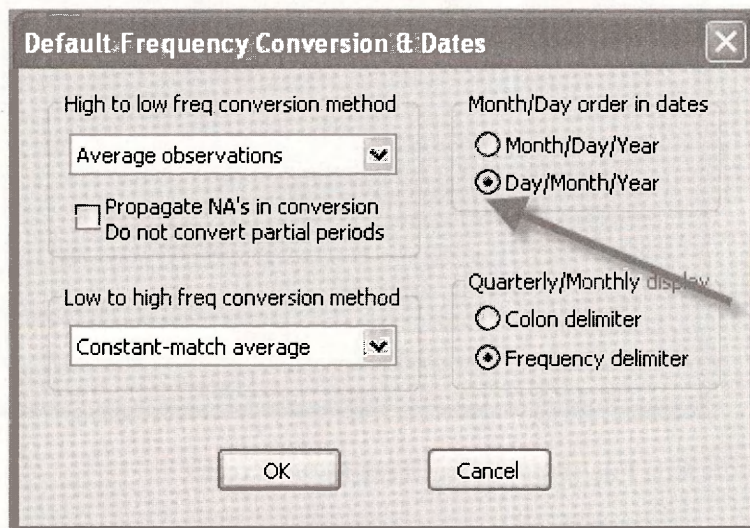 Default Frequency Conversion & Dates
High to low freq conversion method
Average observations
Propagate NA's in conversion
Do not convert partial periods
Low to high freq conversion method
Constant-match average
Month/Day order in dates
Month/Day/Year
Day/Month/Year
Quarterly/Monthly display
Colon delimiter
Frequency delimiter
OK
Cancel